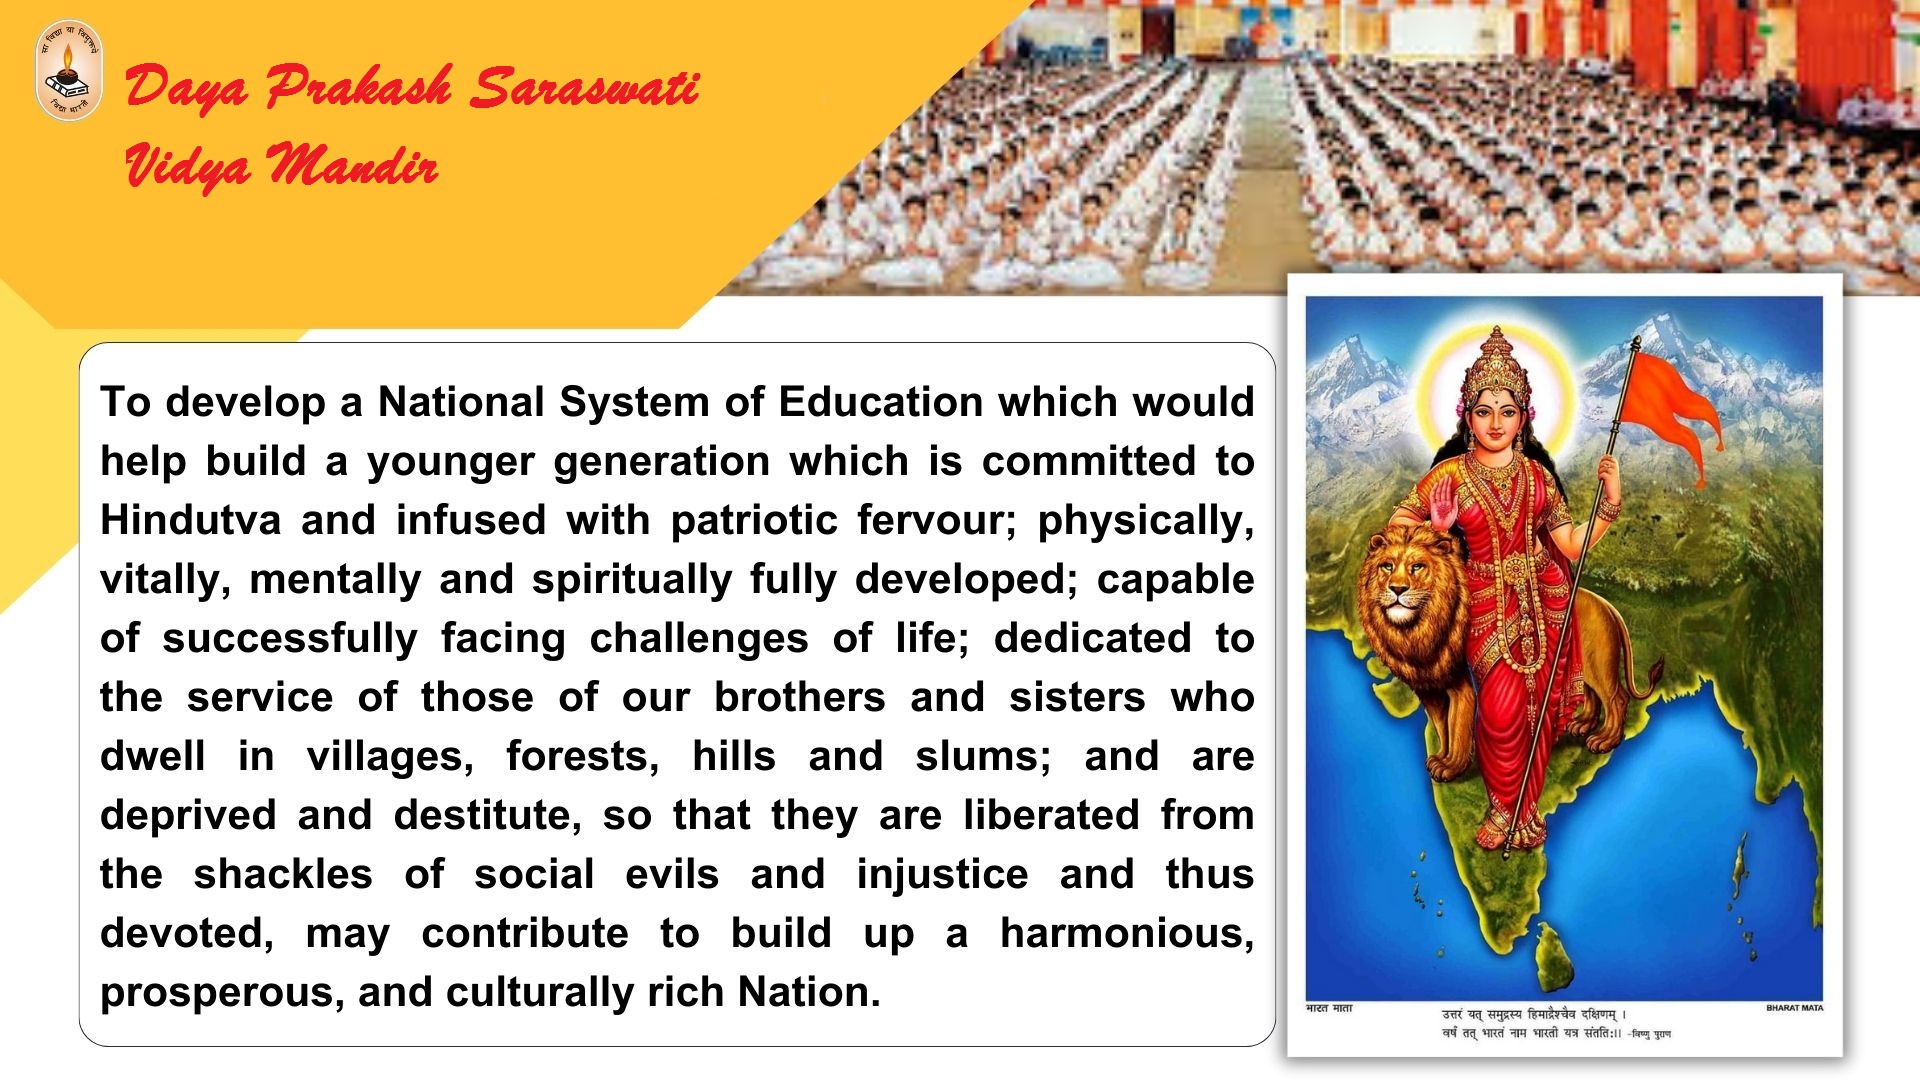 सा विद्या या विमुक्तये
विद्या भारती
Daya Prakash Saraswati
Vidya Mandir
To develop a National System of Education which would
help build a younger generation which is committed to
Hindutva and infused with patriotic fervour; physically,
vitally, mentally and spiritually fully developed; capable
of successfully facing challenges of life; dedicated to
the service of those of our brothers and sisters who
dwell in villages, forests, hills and slums; and are
deprived and destitute, so that they are liberated from
the shackles of social evils and injustice and thus
devoted, may contribute to build up a harmonious,
prosperous, and culturally rich Nation.
भारत माता
BHARAT MATA
उत्तरं यत् समुद्रस्य हिमाद्रैश्चैव दक्षिणम् ।
वर्षं तत् भारतं नाम भारती यत्र संततिः।। -विष्णु पुराण